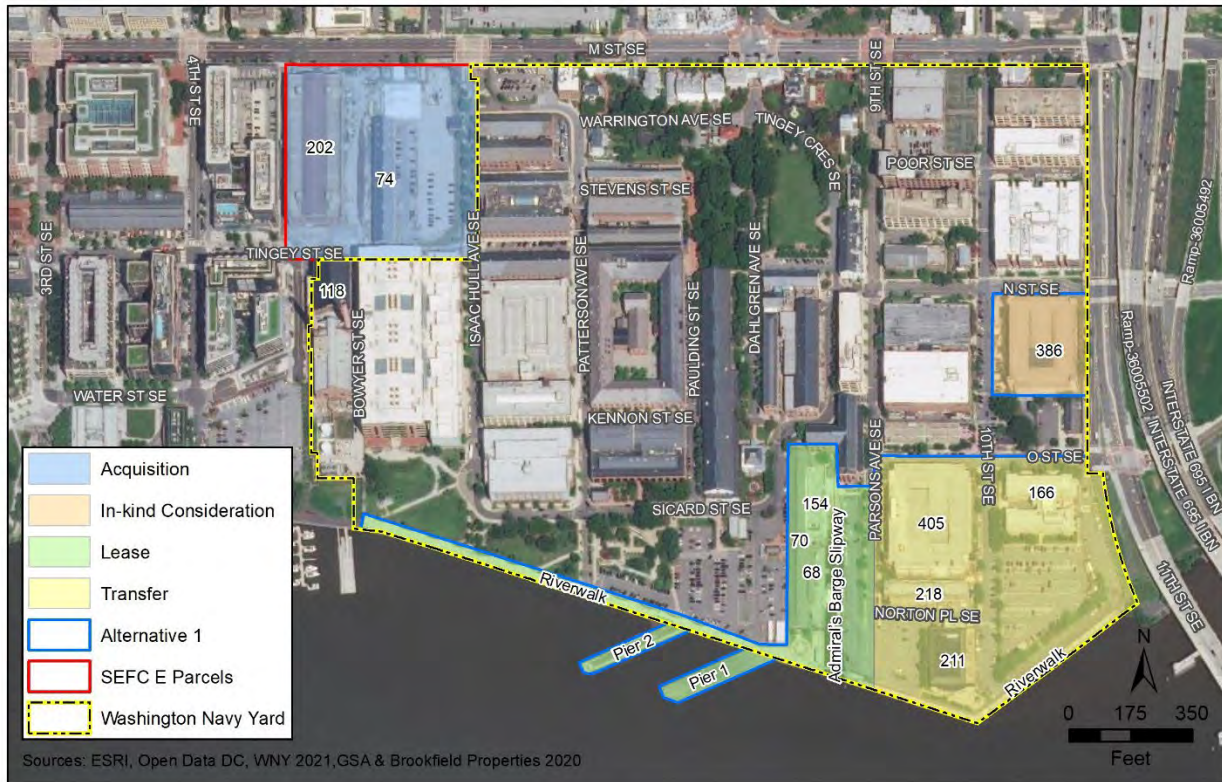 M ST SE
4TH ST SE
9TH ST SE
WARRINGTON AVE SE
TINGEY CRES SE
202
74
POOR ST SE
STEVENS ST SE
3RD ST SE
TINGEY ST SE
ISAAC HULL AVE SE
PATTERSON AVE SE
PAULING ST SE
DAHLGREN AVE SE
118
BOWYER ST SE
N ST SE
386
Ramp-36005492
Ramp-36005502
INTERSTATE 695 IBN
INTERSTATE 695 IBN
WATER ST SE
KENNON ST SE
PARSONS AVE SE
10TH ST SE
O ST SE
166
154
SICARD ST SE
405
70
68
Admiral's Barge Slipway
218
NORTON PL SE
211
11TH ST SE
Riverwalk
Riverwalk
Pier 2
Pier 1
Acquisition
In-kind Consideration
Lease
Transfer
Alternative 1
SEFC E Parcels
Washington Navy Yard
N
0 175 350
Feet
Sources: ESRI, Open Data DC, WNY 2021,GSA & Brookfield Properties 2020